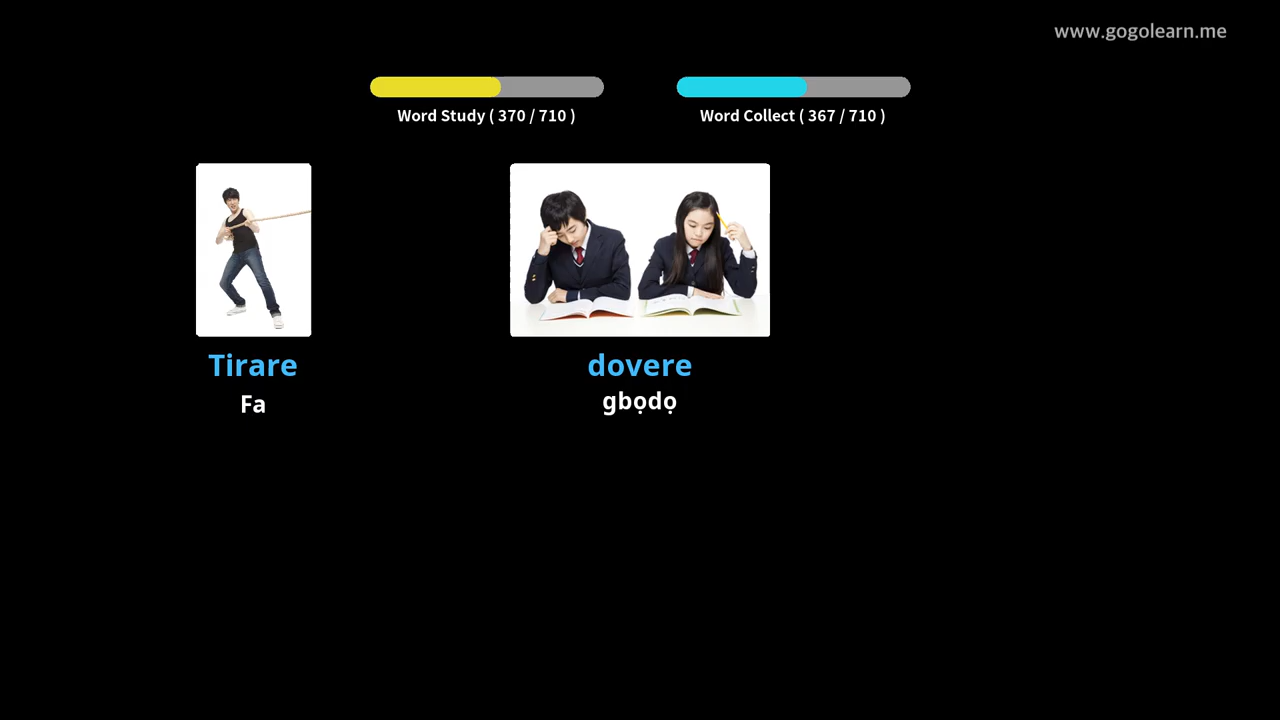 www.gogolearn.me
Word Study ( 370 / 710 )
Word Collect ( 367 / 710 )
Tirare
Fa
dovere
gbọdọ